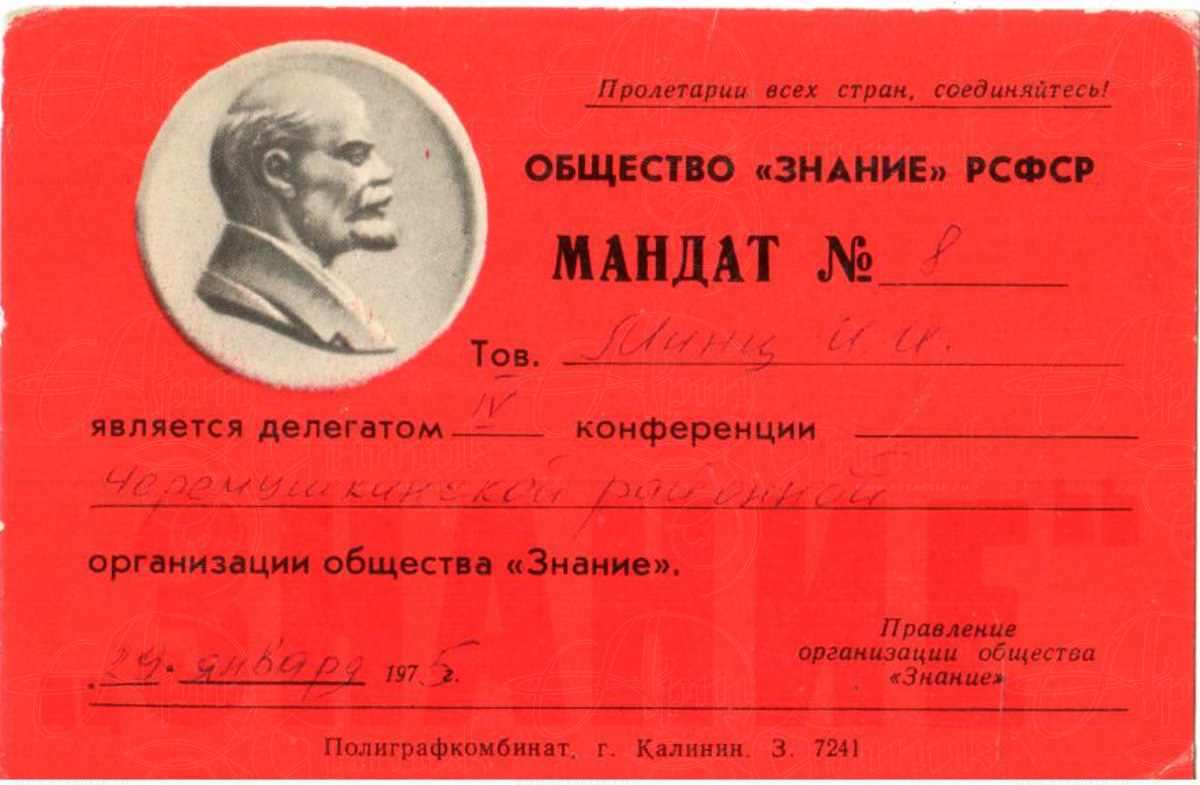 Пролетарии всех стран, соединяйтесь!
ОБЩЕСТВО «ЗНАНИЕ» РСФСР
МАНДАТ № 8
Тов. Минц И. И.
является делегатом IV конференции
Черемушкинской районной
организации общества «Знание».
„29“ января 1975 г.
Правление
организации общества
«Знание»
Полиграфкомбинат, г. Калинин. З. 7241
"ЗНАНИЕ"